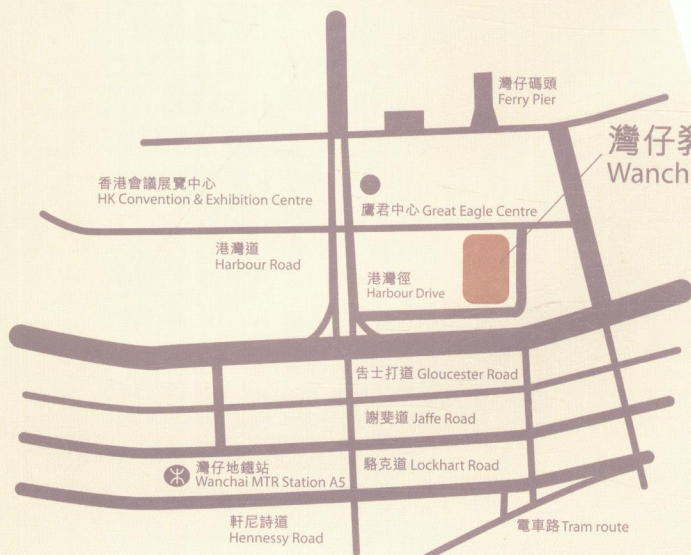 灣仔碼頭
Ferry Pier
灣仔
香港會議展覽中心
HK Convention & Exhibition Centre
鷹君中心 Great Eagle Centre
港灣道
Harbour Road
港灣徑
Harbour Drive
告士打道 Gloucester Road
謝斐道 Jaffe Road
灣仔地鐵站
Wanchai MTR Station A5
駱克道 Lockhart Road
軒尼詩道
Hennessy Road
電車路 Tram route